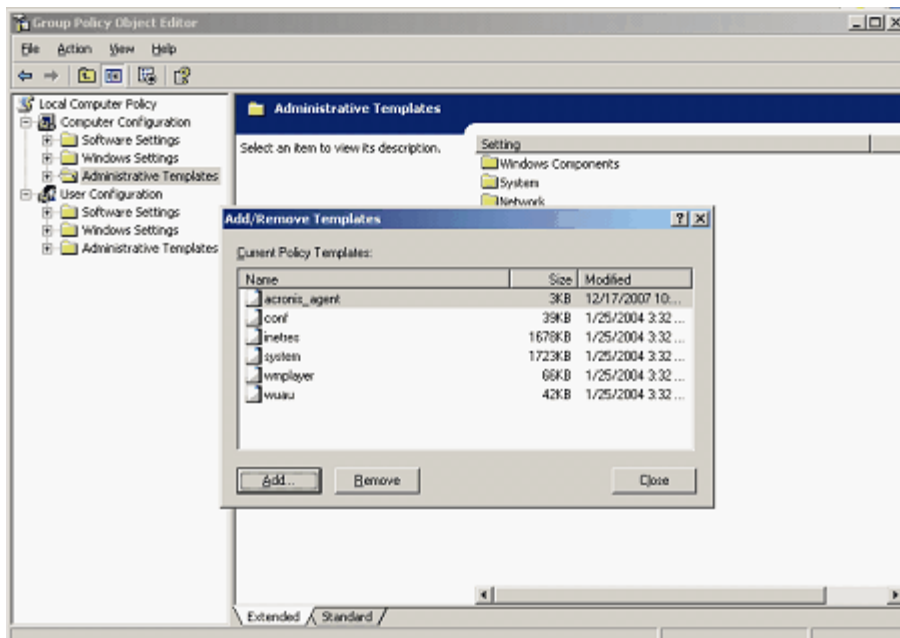 Group Policy Object Editor
File Action View Help
Local Computer Policy
Computer Configuration
Software Settings
Windows Settings
Administrative Templates
User Configuration
Software Settings
Windows Settings
Administrative Templates
Administrative Templates
Select an item to view its description.
Setting
Windows Components
System
Network
Add/Remove Templates
Current Policy Templates:
Name Size Modified
acronis_agent 3KB 12/17/2007 10:...
conf 39KB 1/25/2004 3:32 ...
inetres 1678KB 1/25/2004 3:32 ...
system 1723KB 1/25/2004 3:32 ...
wmplayer 66KB 1/25/2004 3:32 ...
wuau 42KB 1/25/2004 3:32 ...
Add... Remove Close
Extended Standard